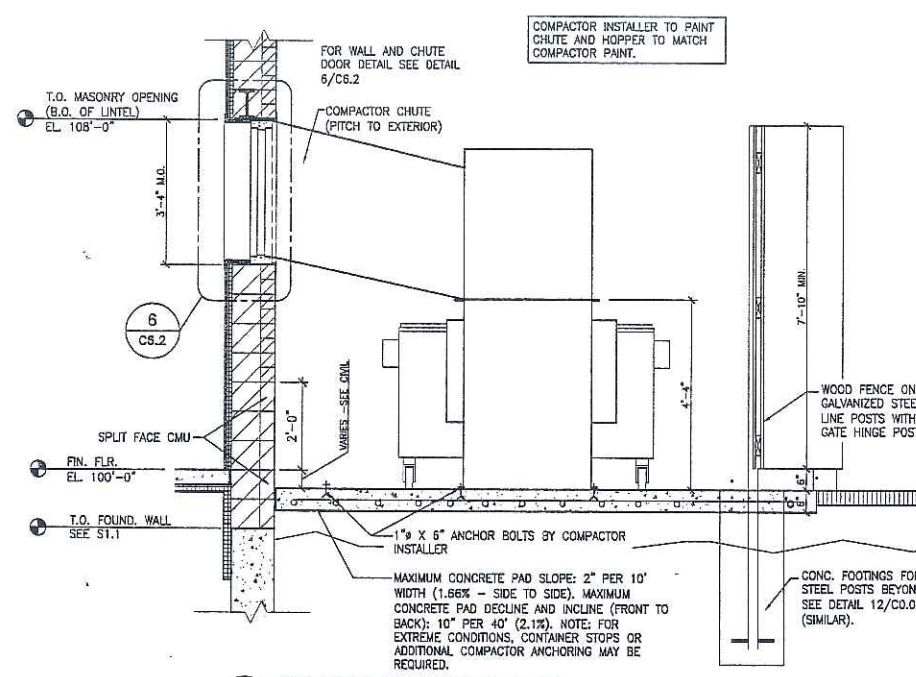 COMPACTOR INSTALLER TO PAINT
CHUTE AND HOPPER TO MATCH
COMPACTOR PAINT.
FOR WALL AND CHUTE
DOOR DETAIL SEE DETAIL
6/C6.2
T.O. MASONRY OPENING
(B.O. OF LINTEL)
EL. 108'-0"
COMPACTOR CHUTE
(PITCH TO EXTERIOR)
3'-4" M.O.
7'-10" MIN.
6
C6.2
4'-4"
WOOD FENCE ON
GALVANIZED STEE
LINE POSTS WITH
GATE HINGE POST
2'-0"
VARIES -SEE CIVIL
SPLIT FACE CMU
FIN. FLR.
EL. 100'-0"
6"
6"
T.O. FOUND. WALL
SEE S1.1
1"ø X 6" ANCHOR BOLTS BY COMPACTOR
INSTALLER
MAXIMUM CONCRETE PAD SLOPE: 2" PER 10'
WIDTH (1.66% - SIDE TO SIDE). MAXIMUM
CONCRETE PAD DECLINE AND INCLINE (FRONT TO
BACK): 10" PER 40' (2.1%). NOTE: FOR
EXTREME CONDITIONS, CONTAINER STOPS OR
ADDITIONAL COMPACTOR ANCHORING MAY BE
REQUIRED.
CONC. FOOTINGS FO
STEEL POSTS BEYON
SEE DETAIL 12/C0.0
(SIMILAR).